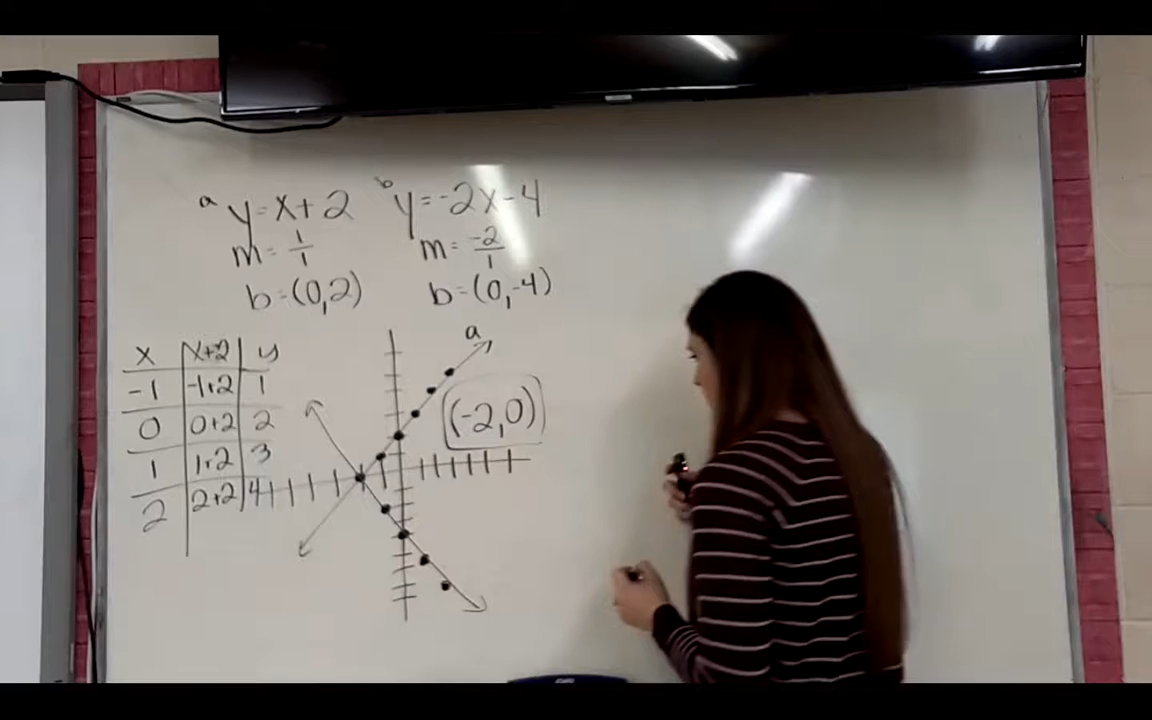 a y=x+2
m=1/1
b=(0,2)
b y=-2x-4
m=-2/1
b=(0,-4)
x x+2 y
-1 -1+2 1
0 0+2 2
1 1+2 3
2 2+2 4
a
(-2,0)